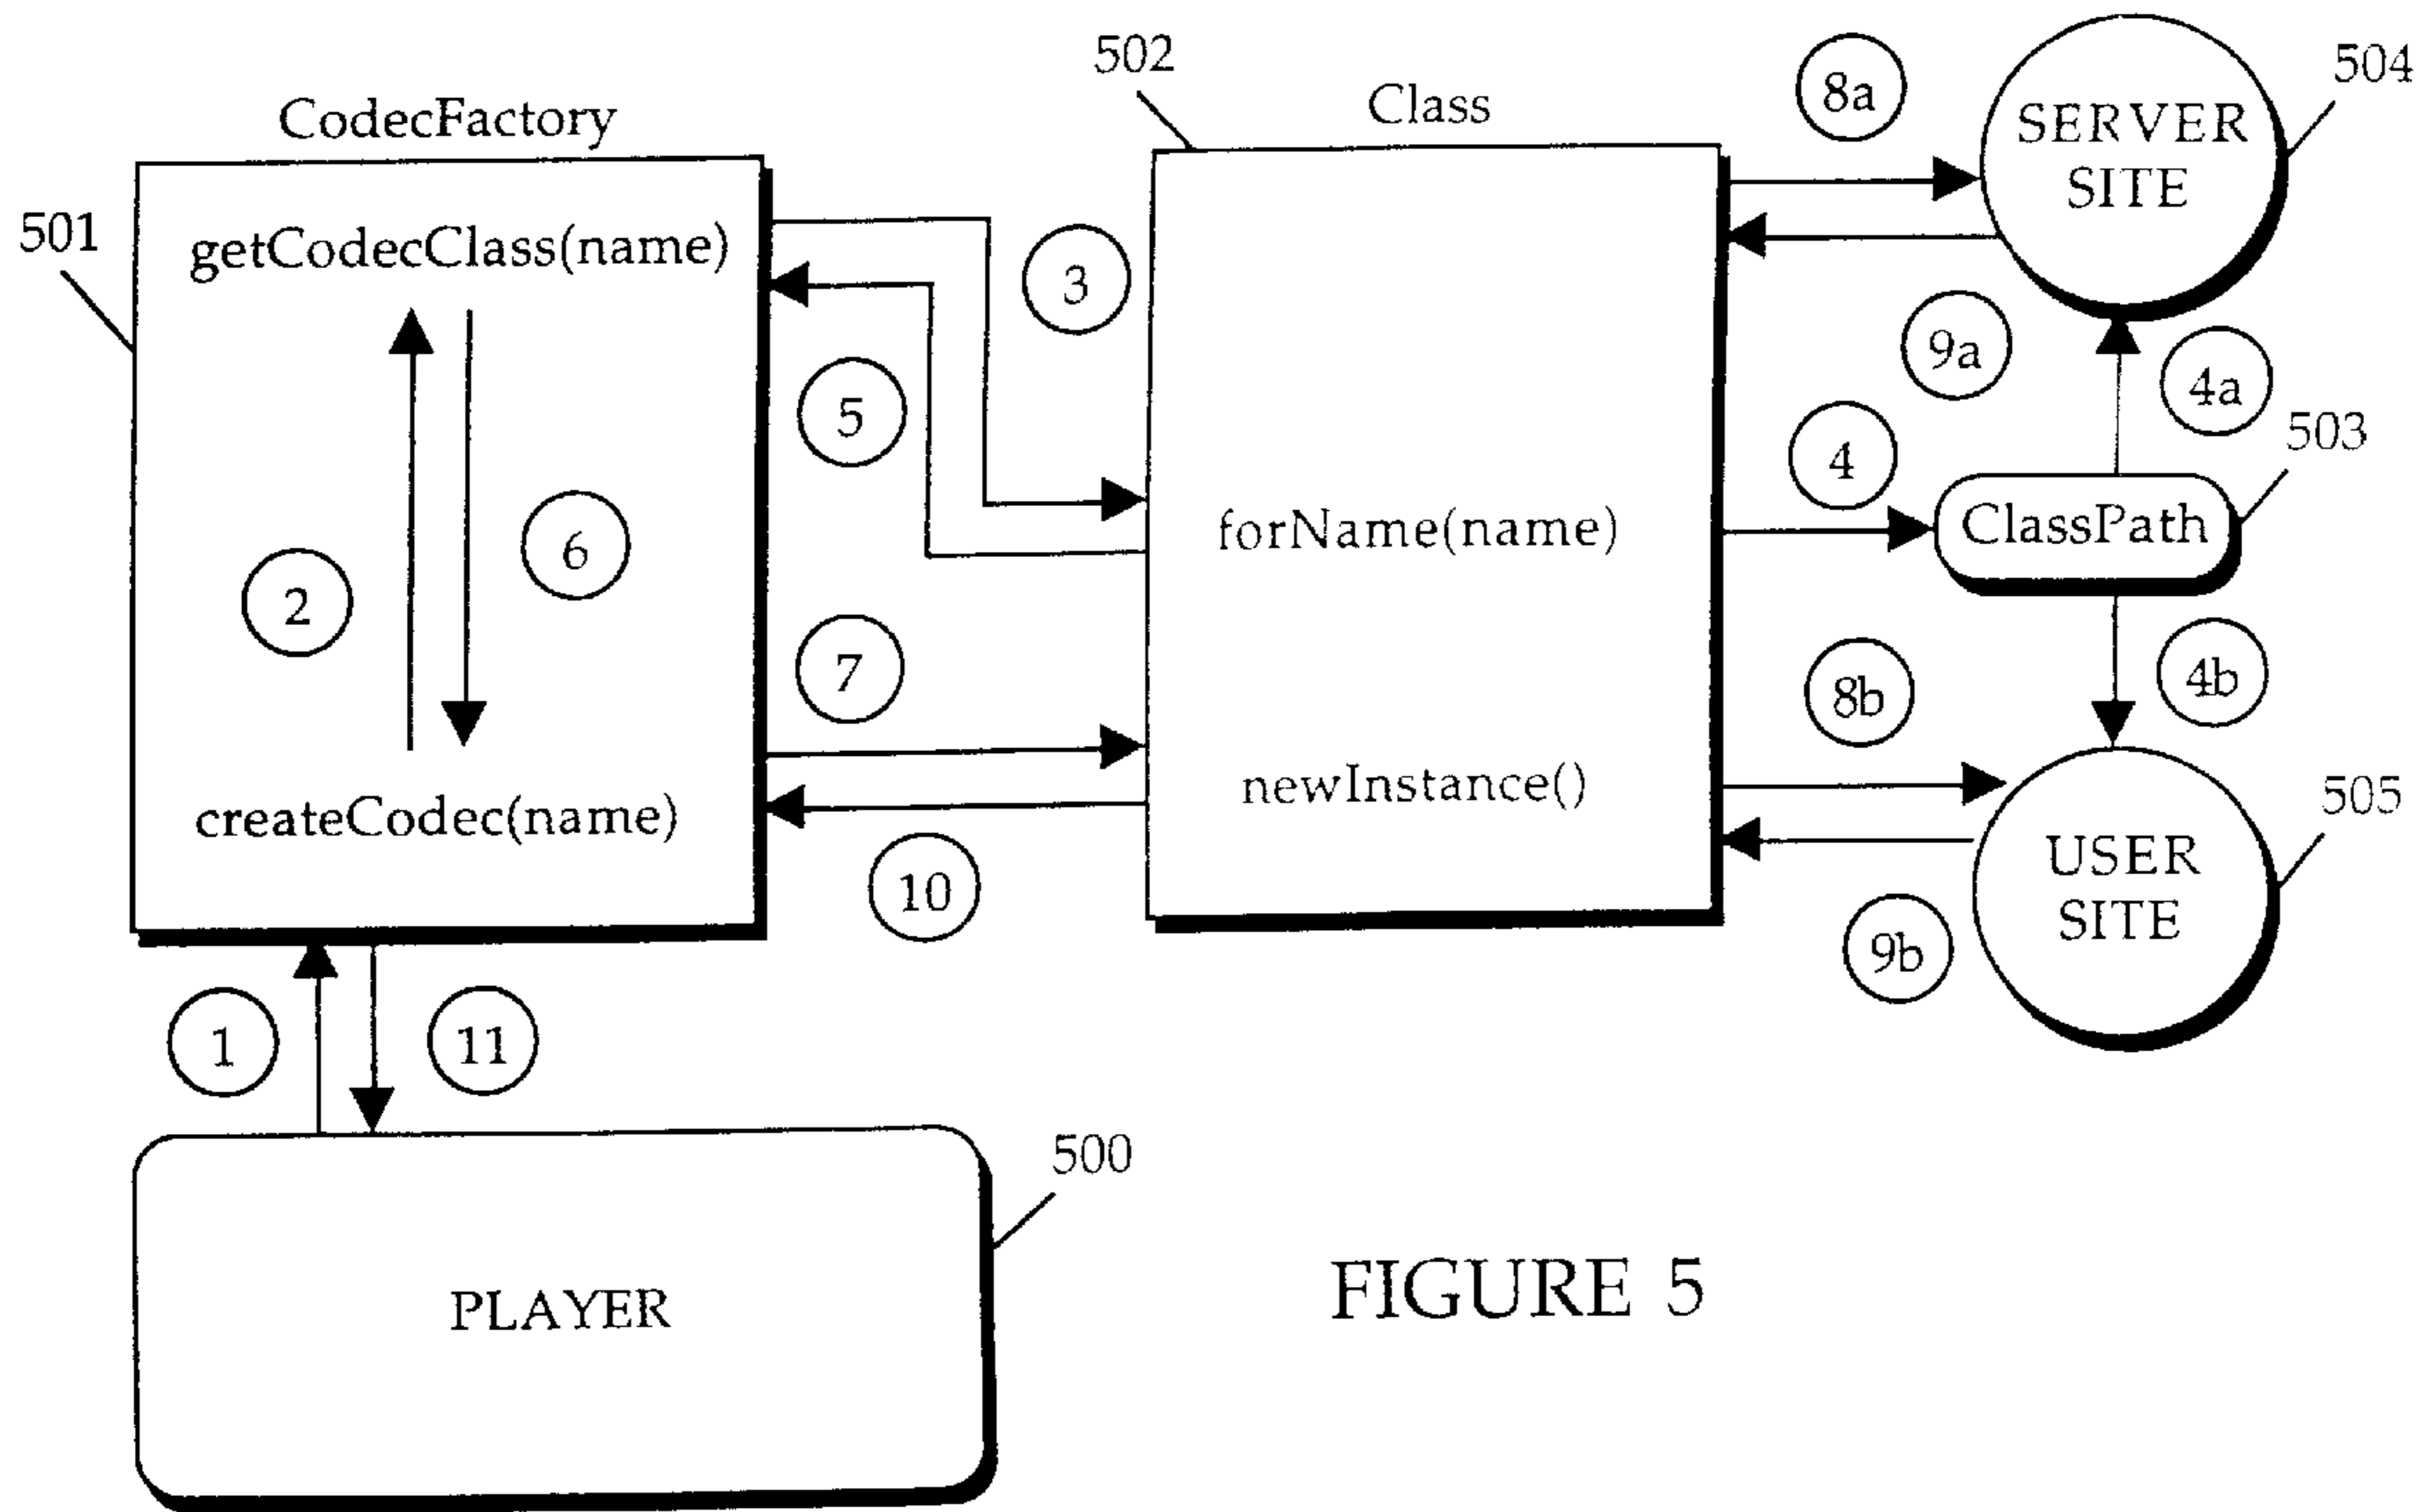 502
504
CodecFactory
Class
8a
SERVER
SITE
501
getCodecClass(name)
3
9a
4a
5
4
503
forName(name)
ClassPath
2
6
7
8b
4b
createCodec(name)
newInstance()
505
USER
SITE
10
9b
1
11
500
PLAYER
FIGURE 5